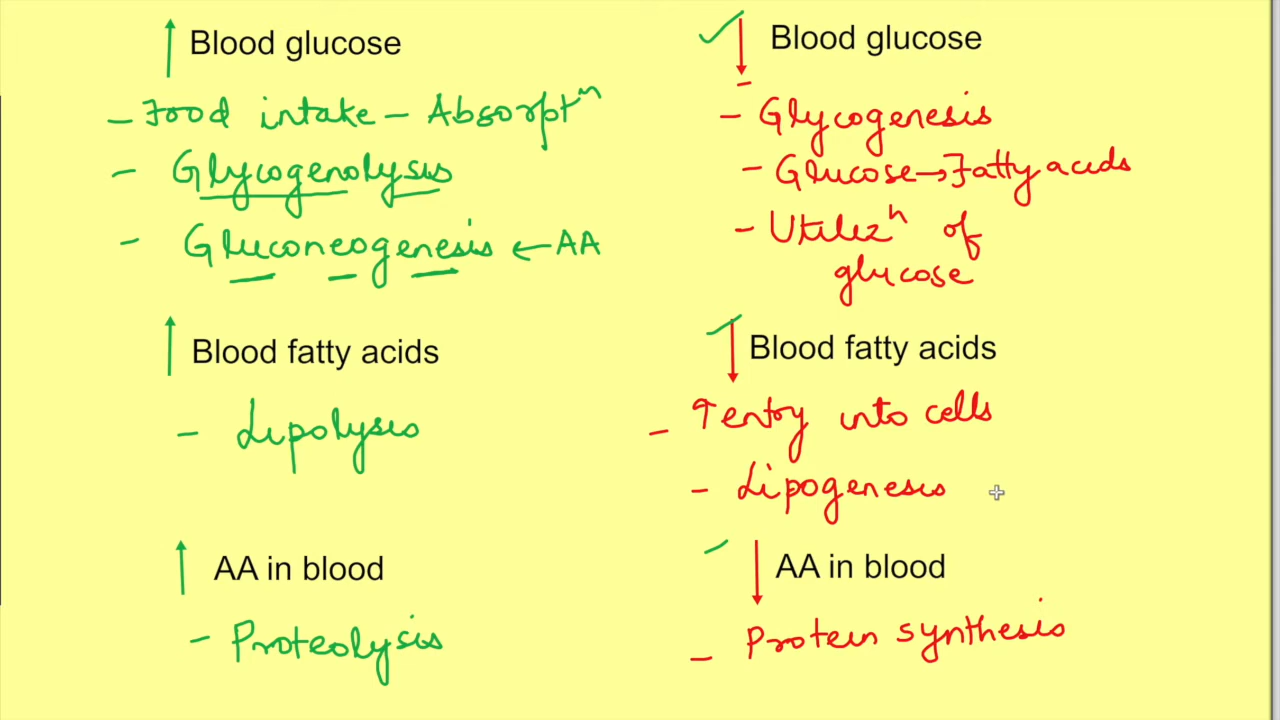 ↑ Blood glucose
- Food intake - Absorptⁿ
- Glycogenolysis
- Gluconeogenesis ← AA
↑ Blood fatty acids
- Lipolysis
↑ AA in blood
- Proteolysis
↓ Blood glucose
- Glycogenesis
- Glucose → Fatty acids
- Utilizⁿ of
glucose
↓ Blood fatty acids
- ↑ entry into cells
- Lipogenesis
↓ AA in blood
- Protein synthesis